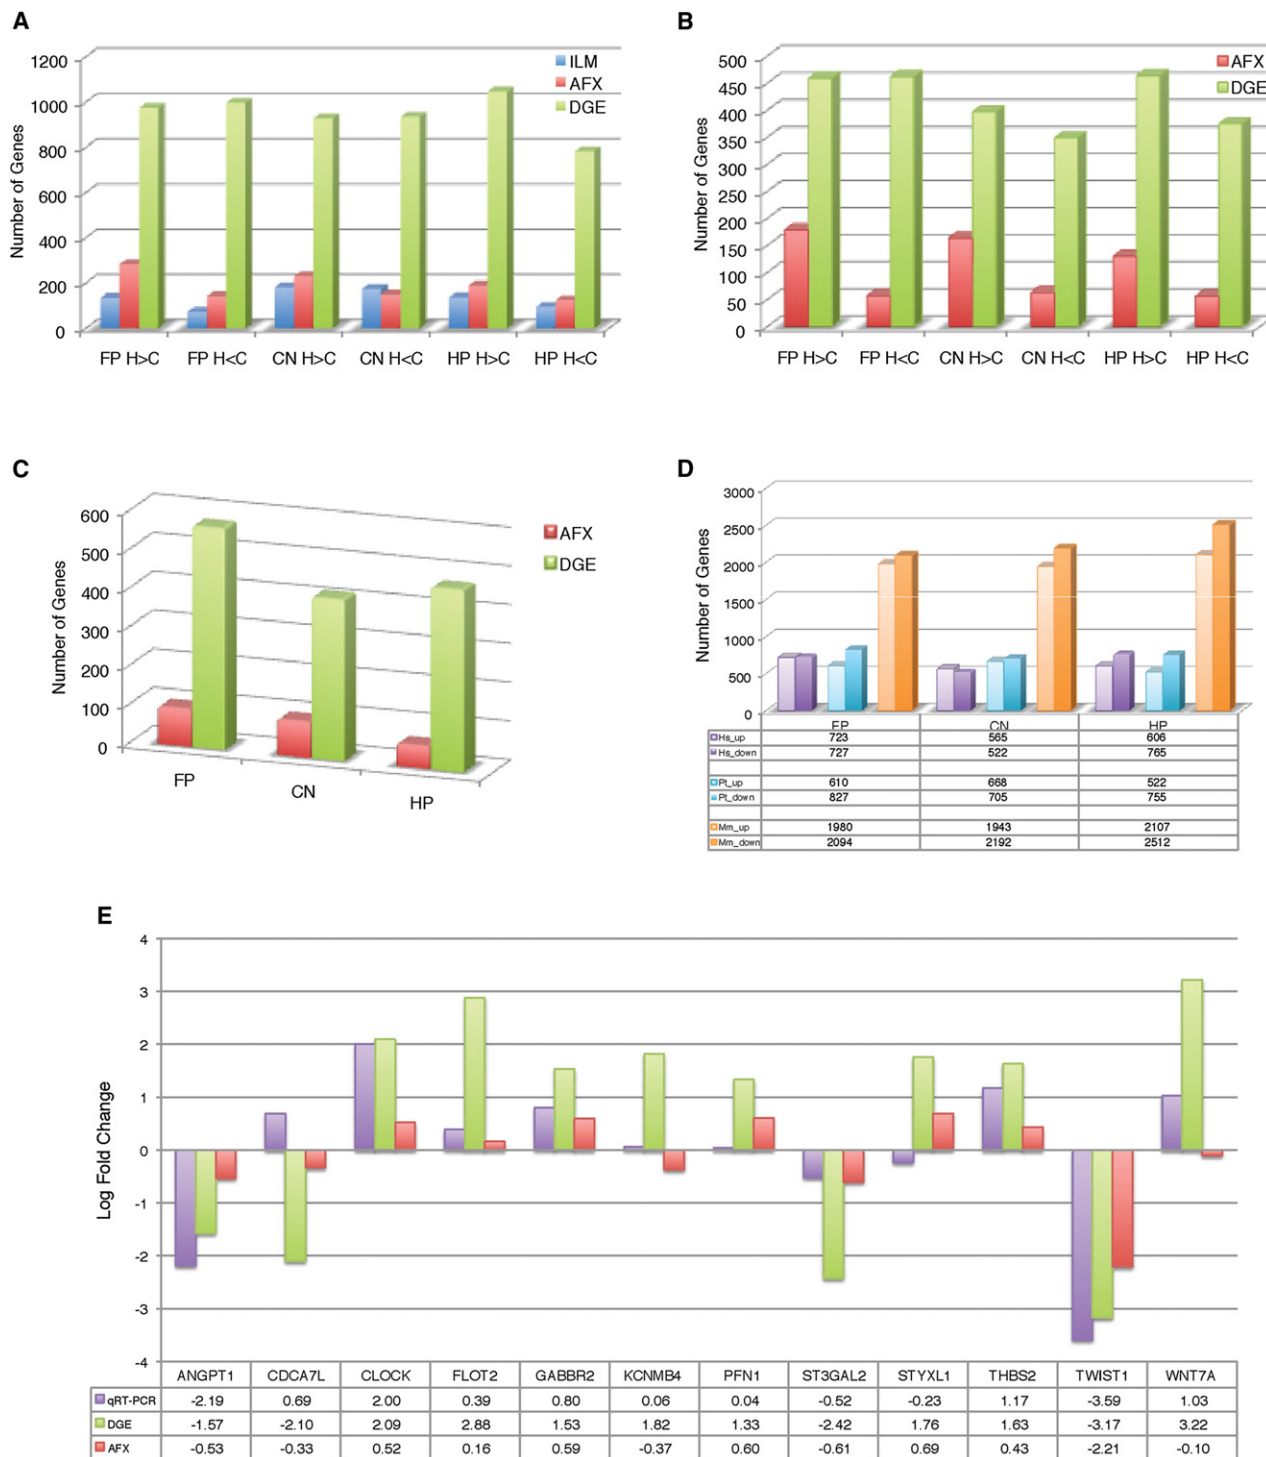 A
1200
1000
800
600
400
200
0
Number of Genes
ILM
AFX
DGE
FP H>C FP H<C CN H>C CN H<C HP H>C HP H<C
B
500
450
400
350
300
250
200
150
100
50
0
Number of Genes
AFX
DGE
FP H>C FP H<C CN H>C CN H<C HP H>C HP H<C
C
600
500
400
300
200
100
0
Number of Genes
AFX
DGE
FP CN HP
D
3000
2500
2000
1500
1000
500
0
Number of Genes
FP CN HP
Hs_up 723 565 606
Hs_down 727 522 765
Pt_up 610 668 522
Pt_down 827 705 755
Mm_up 1980 1943 2107
Mm_down 2094 2192 2512
E
4
3
2
1
0
-1
-2
-3
-4
Log Fold Change
ANGPT1 CDCA7L CLOCK FLOT2 GABBR2 KCNMB4 PFN1 ST3GAL2 STYXL1 THBS2 TWIST1 WNT7A
qRT-PCR -2.19 0.69 2.00 0.39 0.80 0.06 0.04 -0.52 -0.23 1.17 -3.59 1.03
DGE -1.57 -2.10 2.09 2.88 1.53 1.82 1.33 -2.42 1.76 1.63 -3.17 3.22
AFX -0.53 -0.33 0.52 0.16 0.59 -0.37 0.60 -0.61 0.69 0.43 -2.21 -0.10